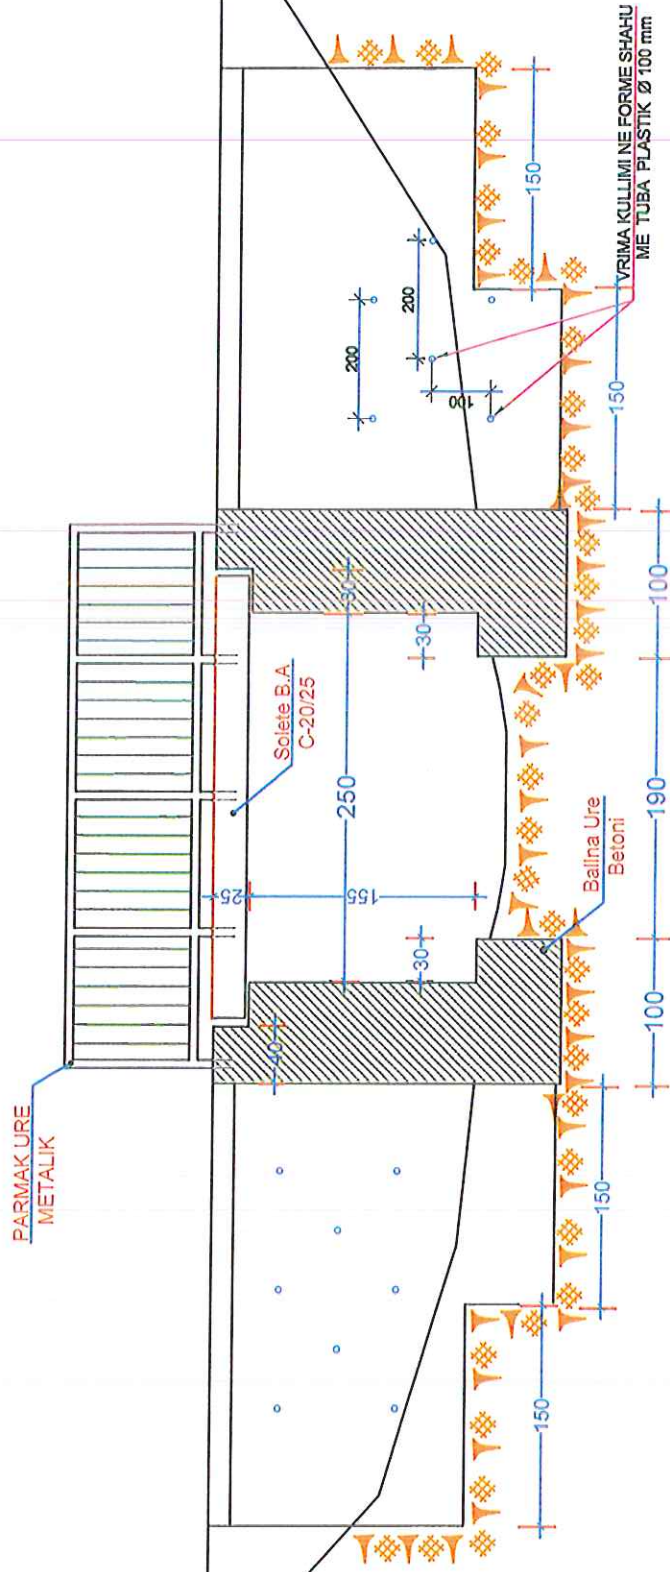 PARMAK URE
METALIK
Solete B.A
C-20/25
Ballna Ure
Betoni
VRIMA KULLIMI NE FORME SHAHU
ME TUBA PLASTIK Ø 100 mm
200
200
100
25
155
250
30
30
30
40
150
150
100
190
100
150
150